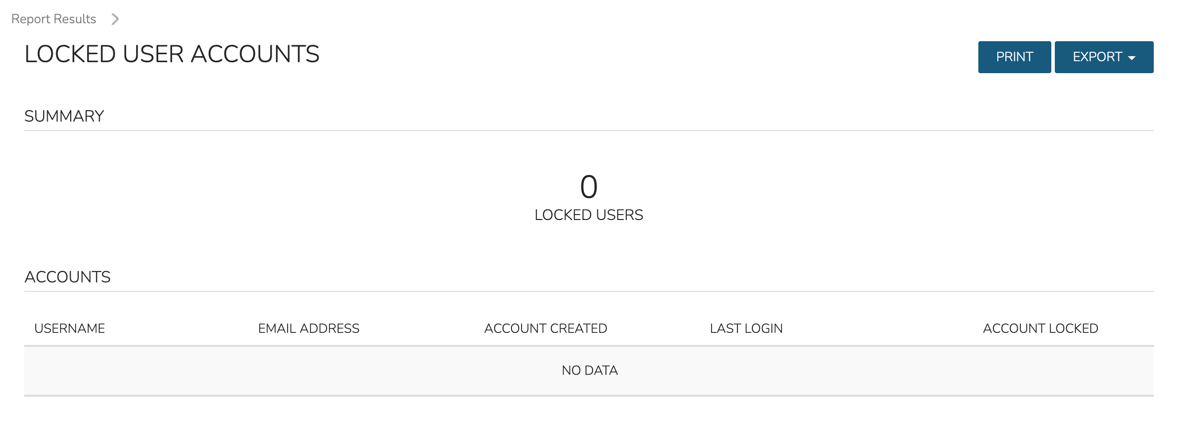 Report Results
LOCKED USER ACCOUNTS
PRINT
EXPORT
SUMMARY
0
LOCKED USERS
ACCOUNTS
USERNAME EMAIL ADDRESS ACCOUNT CREATED LAST LOGIN ACCOUNT LOCKED
NO DATA